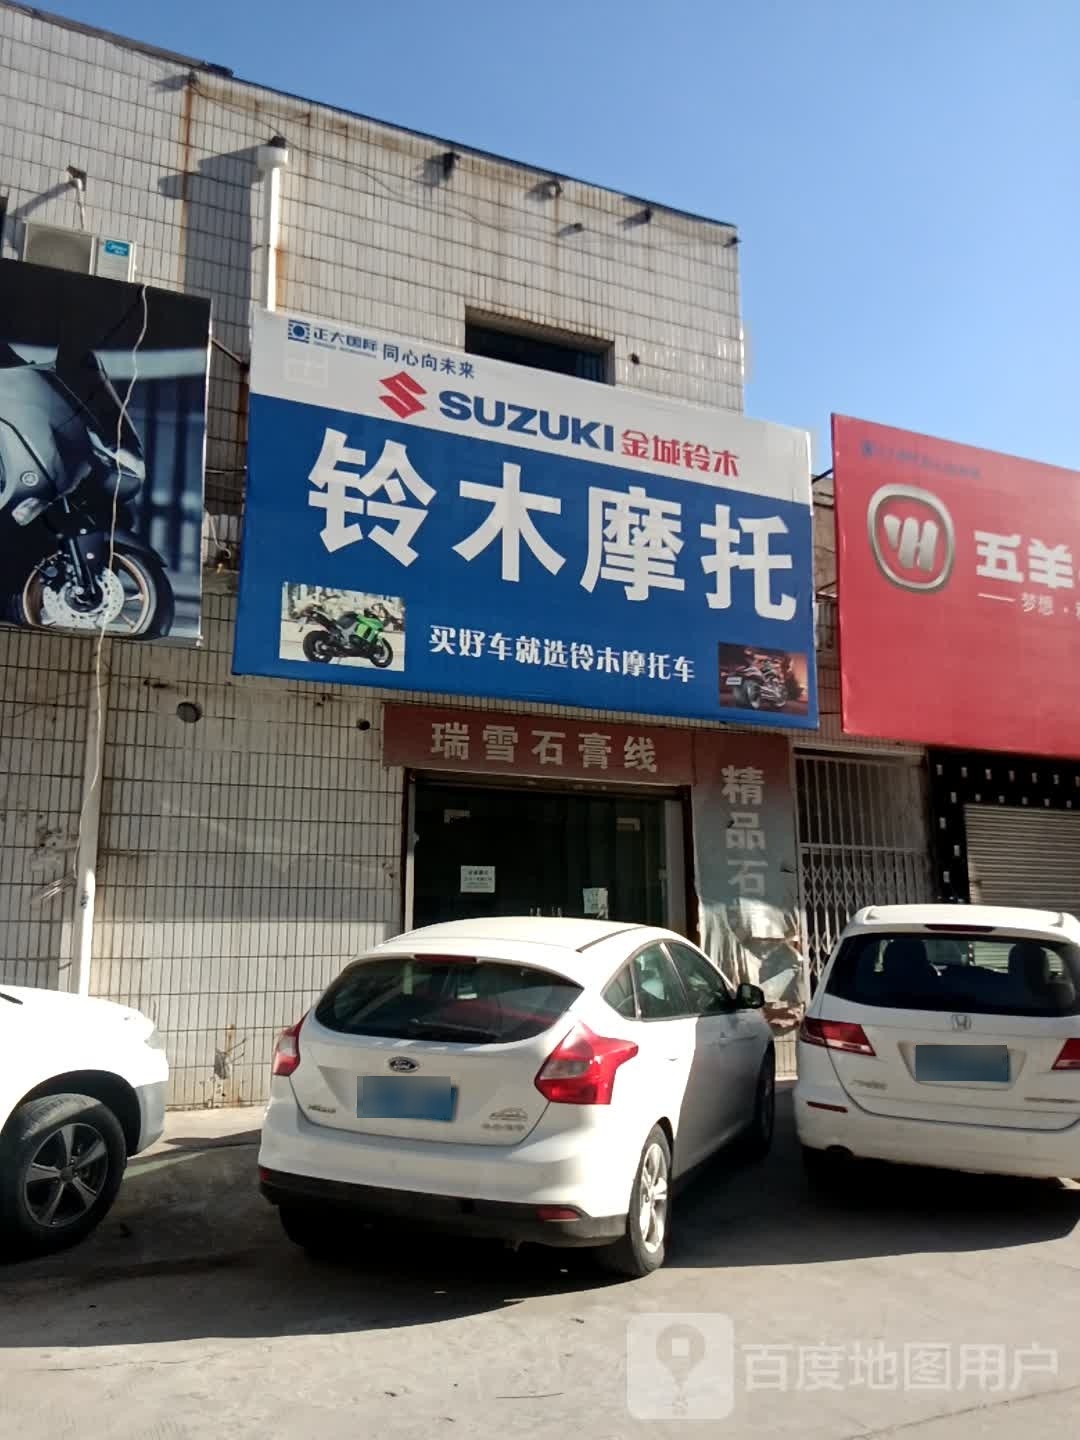 正大国际 同心向未来
SUZUKI 金城铃木
铃木摩托
买好车就选铃木摩托车
瑞雪石膏线
精品石
五羊
梦想
Ford
百度地图用户